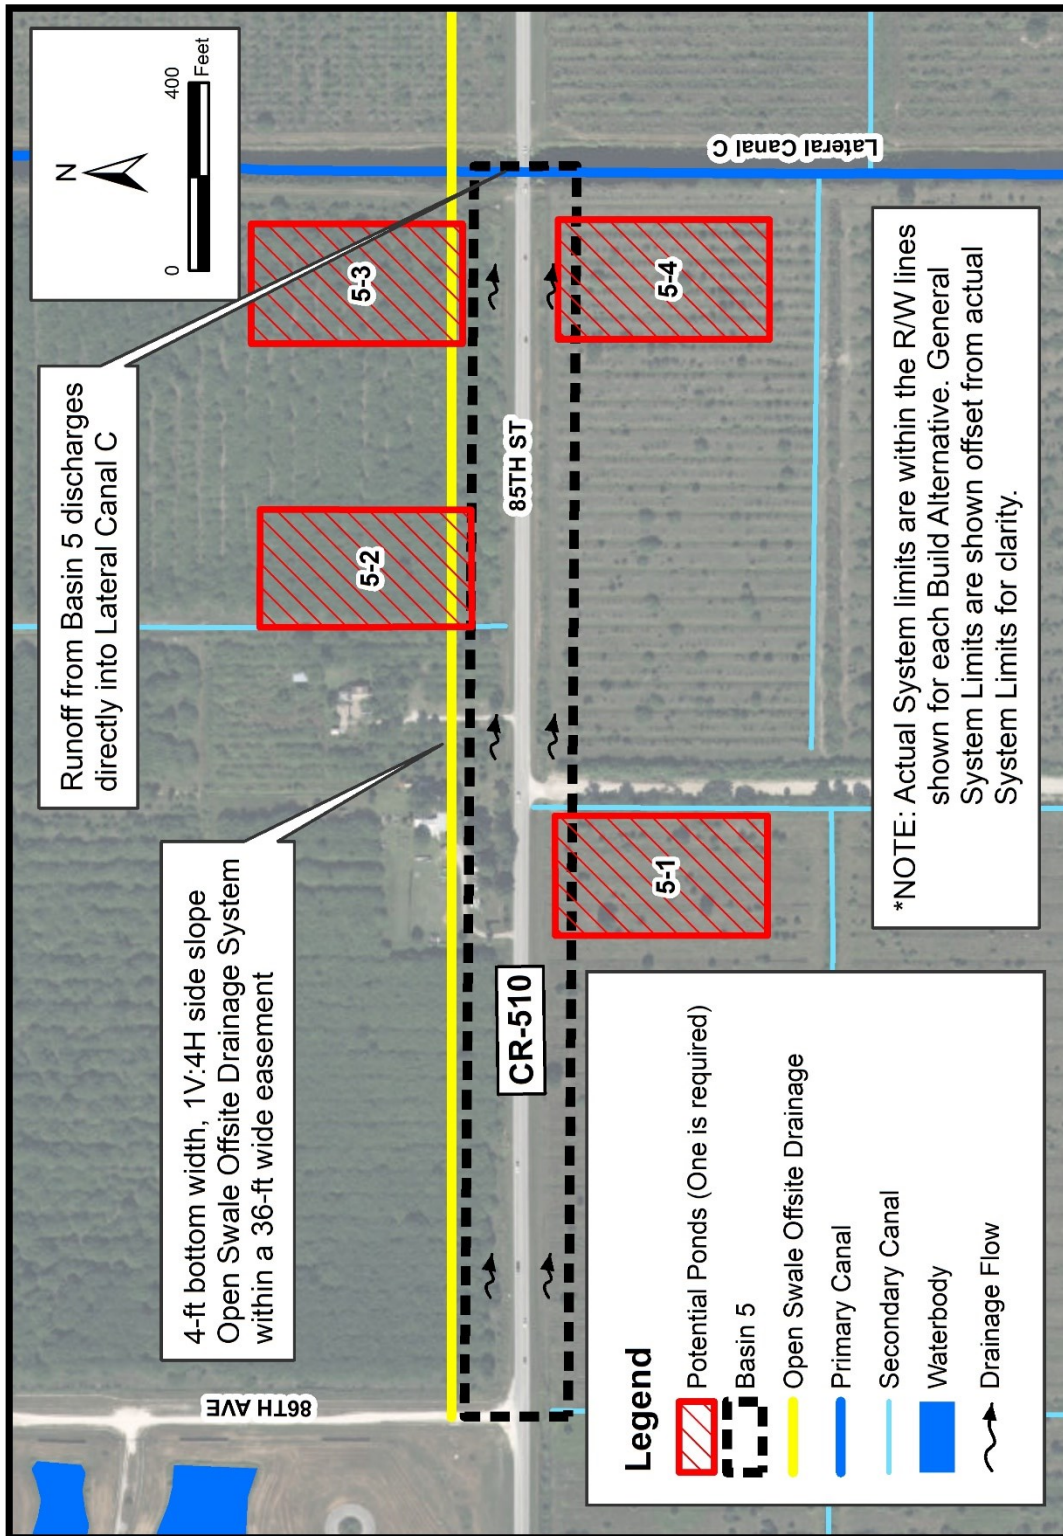 N
0
400
Feet
Runoff from Basin 5 discharges
directly into Lateral Canal C
4-ft bottom width, 1V:4H side slope
Open Swale Offsite Drainage System
within a 36-ft wide easement
86TH AVE
5-2
5-3
Lateral Canal C
85TH ST
CR-510
5-1
5-4
Legend
Potential Ponds (One is required)
Basin 5
Open Swale Offsite Drainage
Primary Canal
Secondary Canal
Waterbody
Drainage Flow
*NOTE: Actual System limits are within the R/W lines
shown for each Build Alternative. General
System Limits are shown offset from actual
System Limits for clarity.